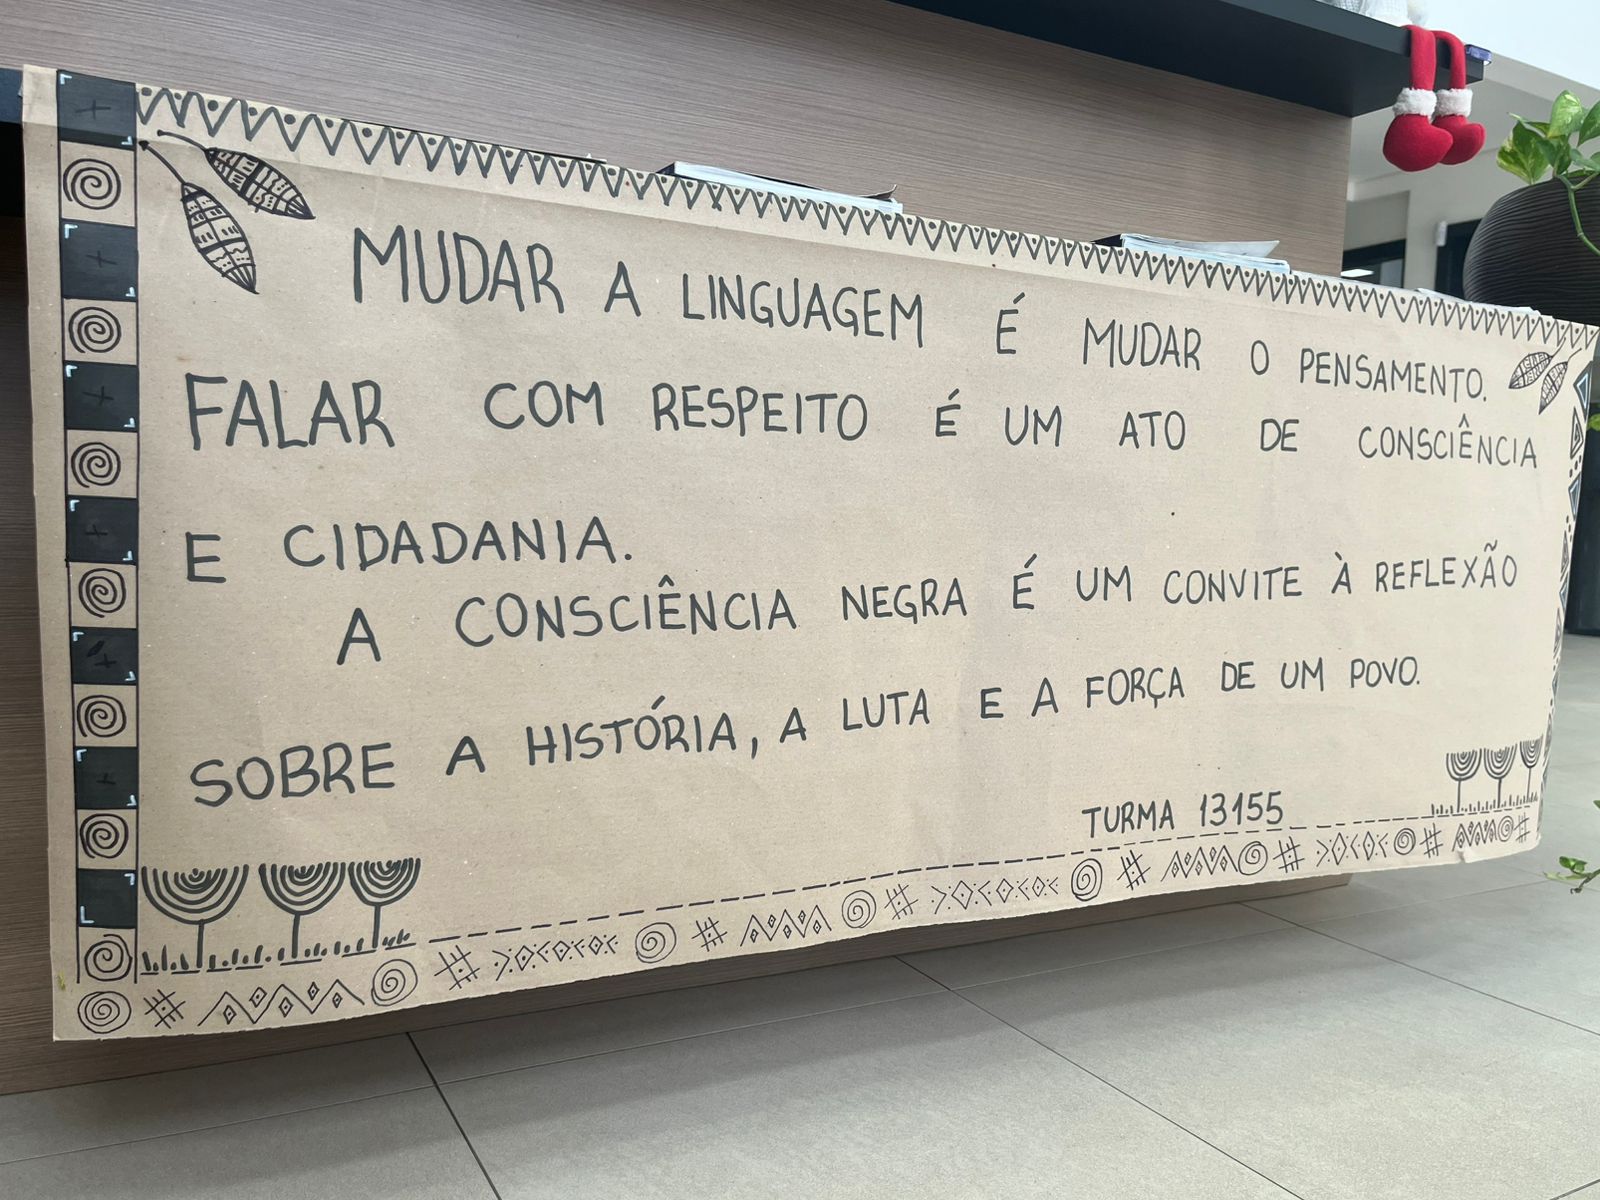 MUDAR A LINGUAGEM É MUDAR O PENSAMENTO.
FALAR COM RESPEITO É UM ATO DE CONSCIÊNCIA
E CIDADANIA.
A CONSCIÊNCIA NEGRA É UM CONVITE À REFLEXÃO
SOBRE A HISTÓRIA, A LUTA E A FORÇA DE UM POVO.
TURMA 13155